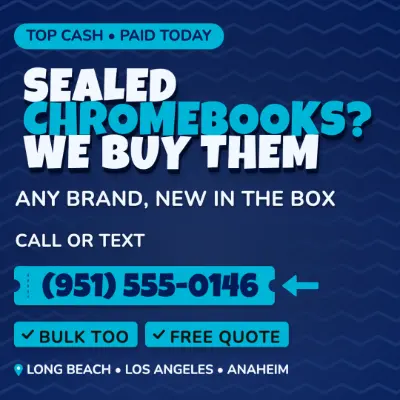 TOP CASH • PAID TODAY
SEALED
CHROMEBOOKS?
WE BUY THEM
ANY BRAND, NEW IN THE BOX
CALL OR TEXT
(951) 555-0146
BULK TOO
FREE QUOTE
LONG BEACH • LOS ANGELES • ANAHEIM